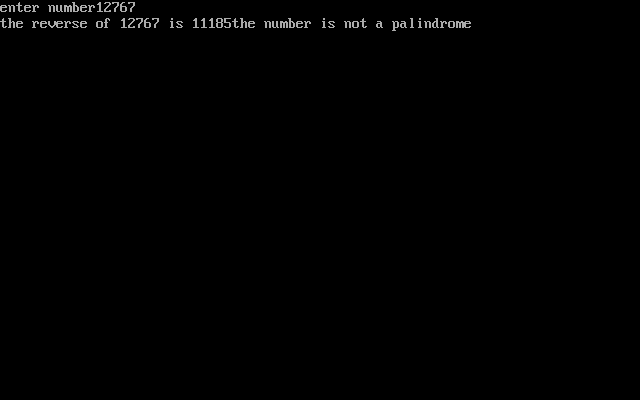 enter number12767
the reverse of 12767 is 11185the number is not a palindrome